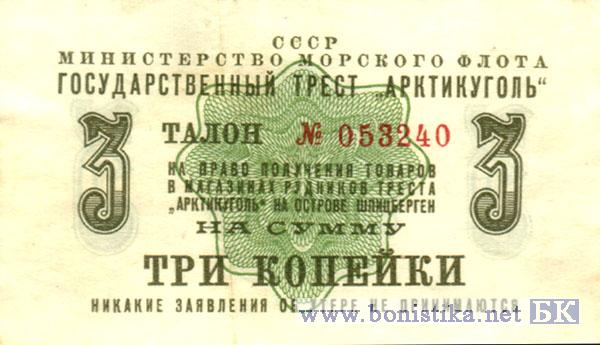 СССР
МИНИСТЕРСТВО МОРСКОГО ФЛОТА
ГОСУДАРСТВЕННЫЙ ТРЕСТ „АРКТИКУГОЛЬ“
3 ТАЛОН № 053240 3
НА ПРАВО ПОЛУЧЕНИЯ ТОВАРОВ
В МАГАЗИНАХ РУДНИКОВ ТРЕСТА
„АРКТИКУГОЛЬ“ НА ОСТРОВЕ ШПИЦБЕРГЕН
НА СУММУ
ТРИ КОПЕЙКИ
НИКАКИЕ ЗАЯВЛЕНИЯ ОБ УТЕРЕ НЕ ПРИНИМАЮТСЯ
www.bonistika.net БК